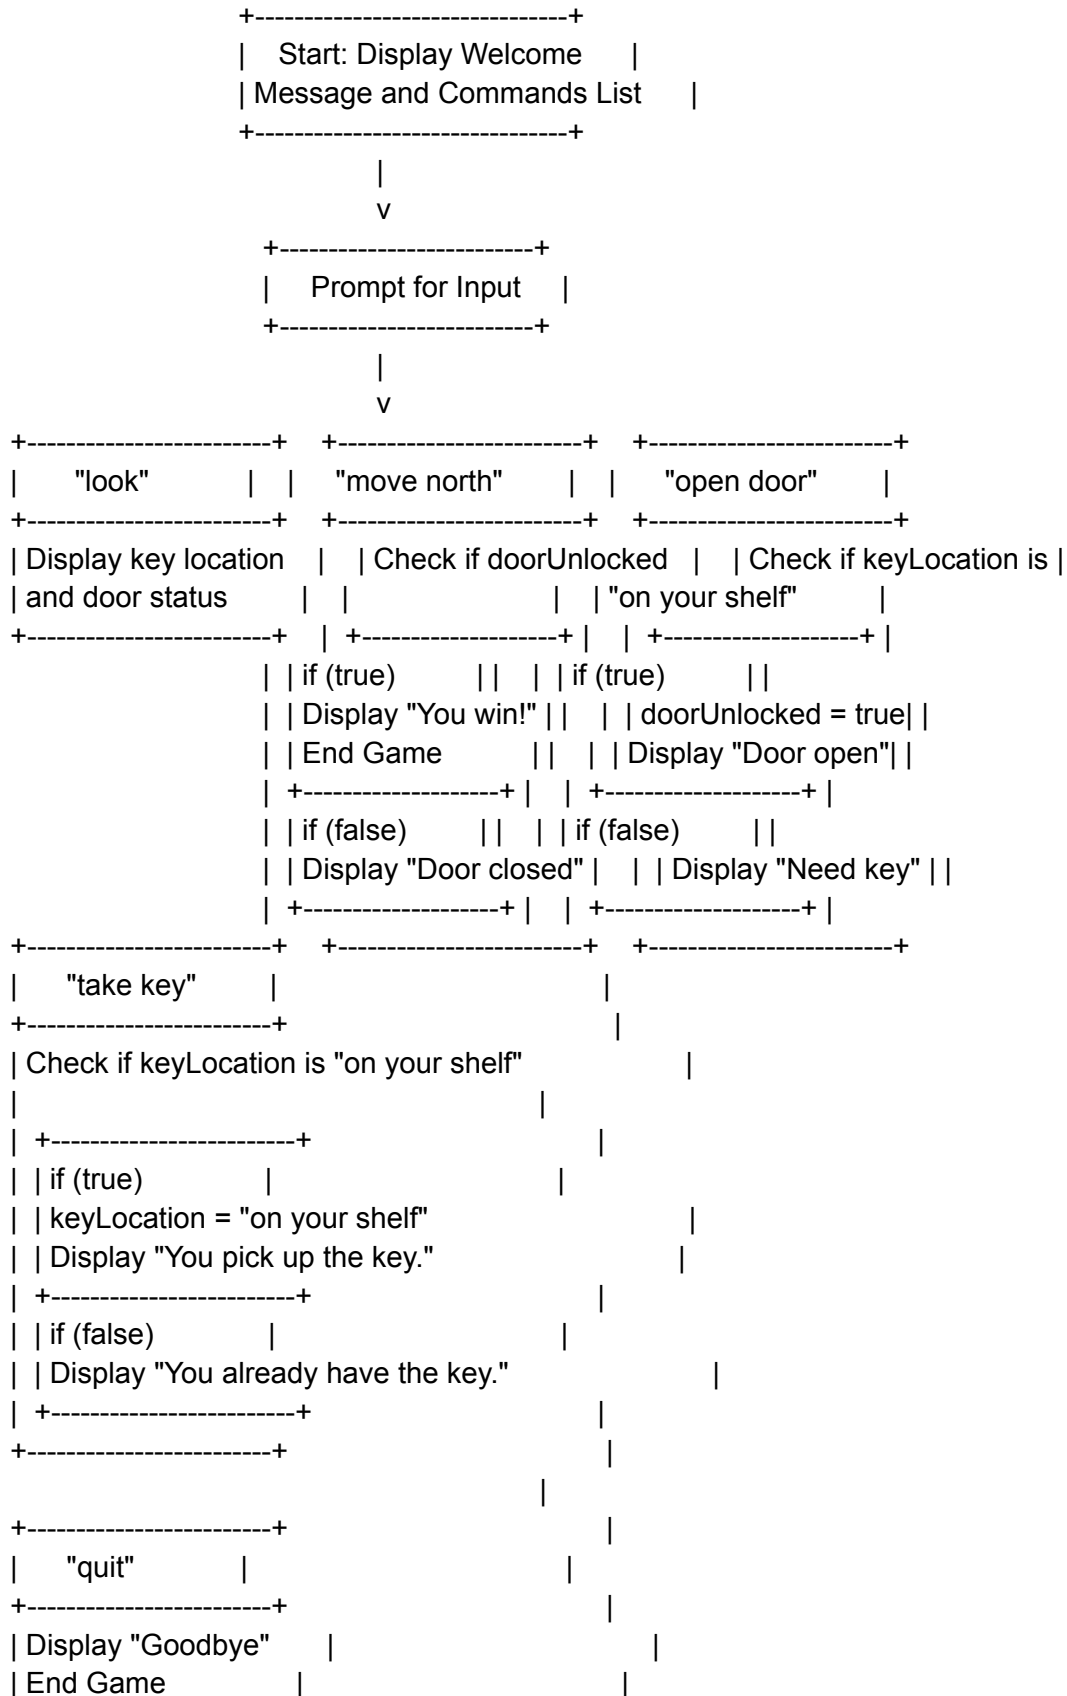 +--------------------------------+
|    Start: Display Welcome      |
| Message and Commands List      |
+--------------------------------+
|
v
+--------------------------+
|     Prompt for Input    |
+--------------------------+
|
v
+-------------------------+    +-------------------------+    +-------------------------+
|       "look"            |  |     "move north"        |  |      "open door"        |
+-------------------------+    +-------------------------+    +-------------------------+
| Display key location    |   | Check if doorUnlocked   |   | Check if keyLocation is |
| and door status         |   |                         |   | "on your shelf"          |
+-------------------------+    |  +--------------------+ |    |  +--------------------+ |
|  | if (true)          | |    |  | if (true)          | |
|  | Display "You win!" | |    |  | doorUnlocked = true| |
|  | End Game           | |    |  | Display "Door open"| |
|  +--------------------+ |    |  +--------------------+ |
|  | if (false)         | |    |  | if (false)         | |
|  | Display "Door closed" |    |  | Display "Need key" | |
|  +--------------------+ |    |  +--------------------+ |
+-------------------------+    +-------------------------+    +-------------------------+
|      "take key"         |                                         |
+-------------------------+                                         |
| Check if keyLocation is "on your shelf"                    |
|                                                                 |
|  +-------------------------+                                    |
|  | if (true)               |                                    |
|  | keyLocation = "on your shelf"                                |
|  | Display "You pick up the key."                               |
|  +-------------------------+                                    |
|  | if (false)              |                                    |
|  | Display "You already have the key."                          |
|  +-------------------------+                                    |
+-------------------------+                                        |
|
+-------------------------+                                        |
|      "quit"             |                                        |
+-------------------------+                                        |
| Display "Goodbye"       |                                        |
| End Game                |                                        |